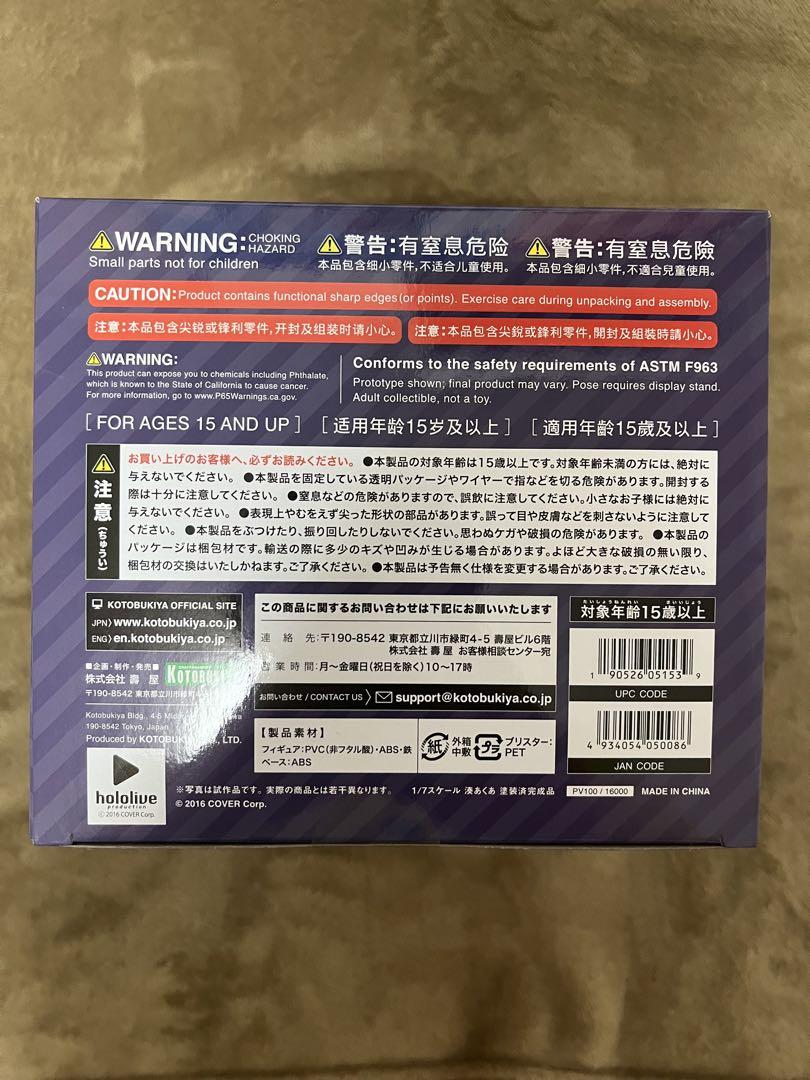 WARNING: CHOKING HAZARD
Small parts not for children
警告:有窒息危险
本品包含细小零件,不适合儿童使用。
警告:有窒息危險
本品包含細小零件,不適合兒童使用。
CAUTION: Product contains functional sharp edges (or points). Exercise care during unpacking and assembly.
注意:本品包含尖锐或锋利零件,开封及组装时请小心。
注意:本品包含尖銳或鋒利零件,開封及組裝時請小心。
WARNING:
This product can expose you to chemicals including Phthalate,
which is known to the State of California to cause cancer.
For more information, go to www.P65Warnings.ca.gov.
Conforms to the safety requirements of ASTM F963
Prototype shown; final product may vary. Pose requires display stand.
Adult collectible, not a toy.
[FOR AGES 15 AND UP] [适用年龄15岁及以上] [適用年齡15歲及以上]
注意(ちゅうい)
お買い上げのお客様へ、必ずお読みください。 ●本製品の対象年齢は15歳以上です。対象年齢未満の方には、絶対に
与えないでください。 ●本製品を固定している透明パッケージやワイヤーで指などを切る危険があります。開封する
際は十分に注意してください。 ●窒息などの危険がありますので、誤飲に注意してください。小さなお子様には絶対に
与えないでください。 ●表現上やむをえず尖った形状の部品があります。誤って目や皮膚などを刺さないように注意して
ください。 ●本製品をぶつけたり、振り回したりしないでください。思わぬケガや破損の危険があります。 ●本製品の
パッケージは梱包材です。輸送の際に多少のキズや凹みが生じる場合があります。よほど大きな破損の無い限り、
梱包材の交換はいたしかねます。ご了承ください。 ●本製品は予告無く仕様を変更する場合があります。ご了承ください。
KOTOBUKIYA OFFICIAL SITE
JPN〉www.kotobukiya.co.jp
ENG〉en.kotobukiya.co.jp
■企画・制作・発売■
株式会社 壽 屋
KOTOBUKIYA
〒190-8542 東京都立川市緑町4-5
Kotobukiya Bldg., 4-5
190-8542 Tokyo, Japan
Produced by KOTOBUKIYA CO., LTD.
この商品に関するお問い合わせは下記にお願いいたします
連 絡 先:〒190-8542 東京都立川市緑町4-5 壽屋ビル6階
株式会社 壽 屋 お客様相談センター宛
営業時間:月~金曜日(祝日を除く)10~17時
お問い合わせ / CONTACT US support@kotobukiya.co.jp
【製品素材】
フィギュア:PVC(非フタル酸)・ABS・鉄
ベース:ABS
紙 外箱 中敷
プラ ブリスター:PET
たいしょうねんれい さいいじょう
対象年齢15歳以上
1 90526 05153 9
UPC CODE
4 934054 050086
JAN CODE
hololive
production
© 2016 COVER Corp.
※写真は試作品です。実際の商品とは若干異なります。
© 2016 COVER Corp.
1/7スケール 湊あくあ 塗装済完成品
PV100 / 16000
MADE IN CHINA